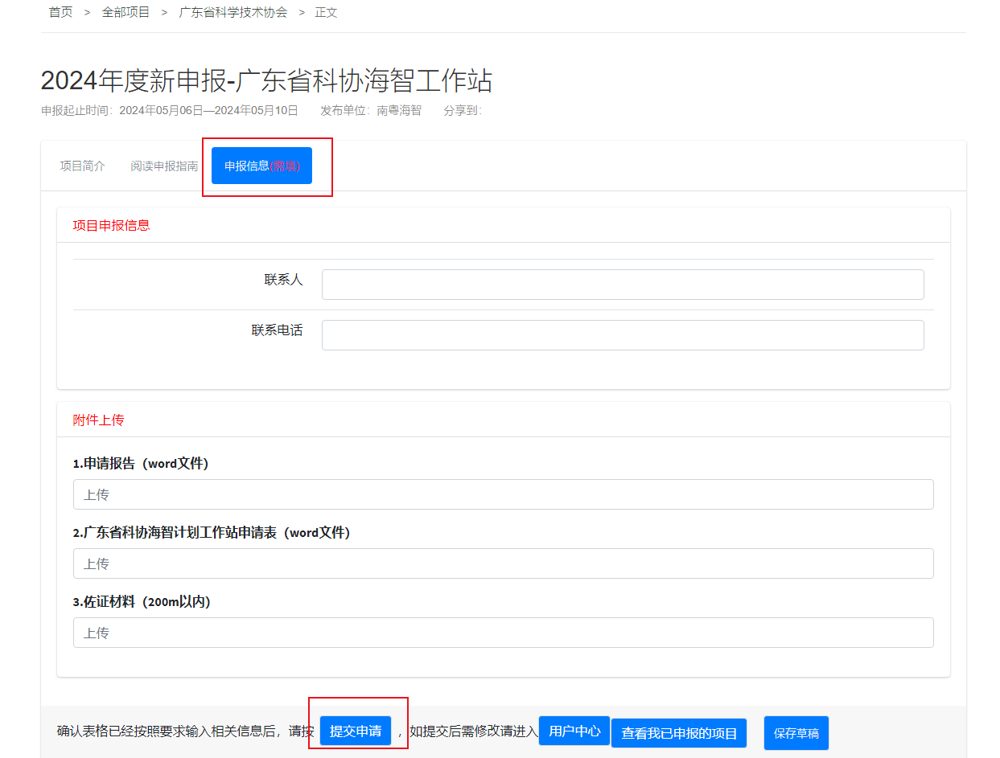 首页 > 全部项目 > 广东省科学技术协会 > 正文
2024年度新申报-广东省科协海智工作站
申报起止时间：2024年05月06日—2024年05月10日 发布单位：南粤海智 分享到：
项目简介 阅读申报指南 申报信息(需填)
项目申报信息
联系人
联系电话
附件上传
1.申请报告（word文件）
上传
2.广东省科协海智计划工作站申请表（word文件）
上传
3.佐证材料（200m以内）
上传
确认表格已经按照要求输入相关信息后，请按 提交申请 ，如提交后需修改请进入 用户中心 查看我已申报的项目 保存草稿